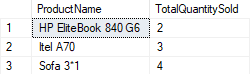 ProductName TotalQuantitySold
1 HP EliteBook 840 G6 2
2 Itel A70 3
3 Sofa 3*1 4